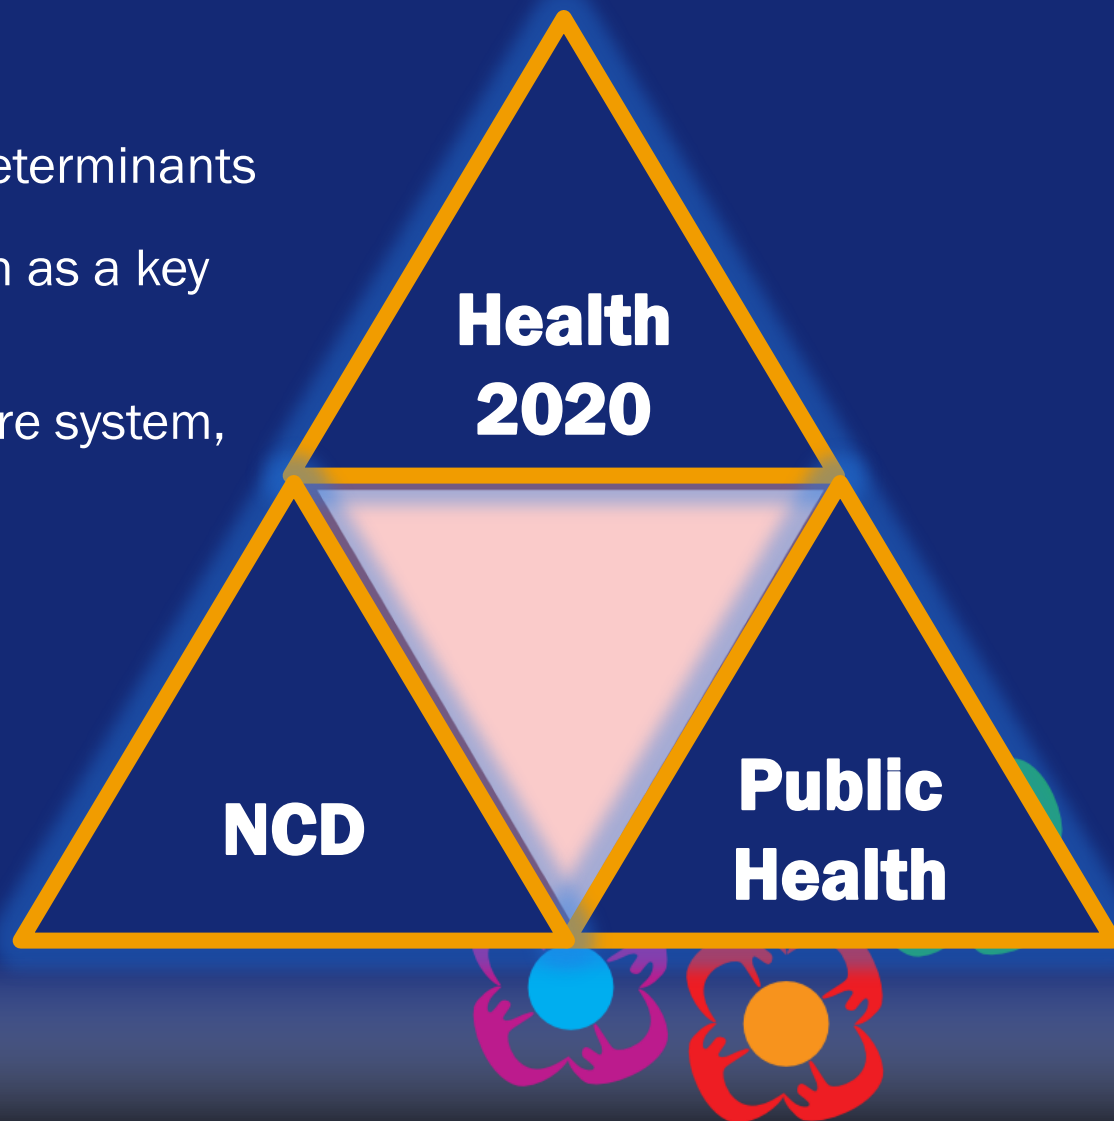 eterminants
as a key
re system,
Health
2020
NCD
Public
Health